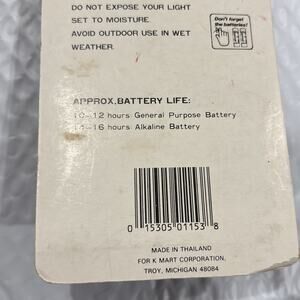 DO NOT EXPOSE YOUR LIGHT
SET TO MOISTURE.
AVOID OUTDOOR USE IN WET
WEATHER.
Don't forget
the batteries!
APPROX.BATTERY LIFE:
10-12 hours General Purpose Battery
14-16 hours Alkaline Battery
0 15305 01153 8
MADE IN THAILAND
FOR K MART CORPORATION,
TROY, MICHIGAN 48084